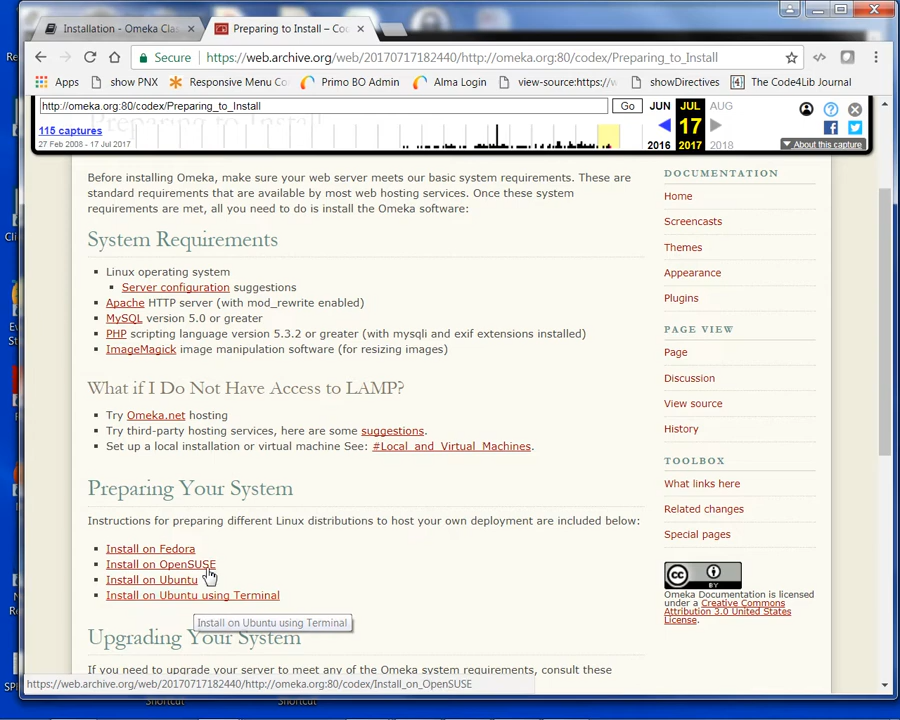 Installation - Omeka Clas
Preparing to Install – Co
Secure
https://web.archive.org/web/20170717182440/http://omeka.org:80/codex/Preparing_to_Install
Apps
show PNX
Responsive Menu Co
Primo BO Admin
Alma Login
view-source:https://w
showDirectives
[4]
The Code4Lib Journal
http://omeka.org:80/codex/Preparing_to_Install
Go
JUN
JUL
AUG
115 captures
17
27 Feb 2008 - 17 Jul 2017
2016
2017
2018
About this capture
Preparing to Install
Before installing Omeka, make sure your web server meets our basic system requirements. These are
standard requirements that are available by most web hosting services. Once these system
requirements are met, all you need to do is install the Omeka software:
System Requirements
Linux operating system
Server configuration suggestions
Apache HTTP server (with mod_rewrite enabled)
MySQL version 5.0 or greater
PHP scripting language version 5.3.2 or greater (with mysqli and exif extensions installed)
ImageMagick image manipulation software (for resizing images)
What if I Do Not Have Access to LAMP?
Try Omeka.net hosting
Try third-party hosting services, here are some suggestions.
Set up a local installation or virtual machine See: #Local_and_Virtual_Machines.
Preparing Your System
Instructions for preparing different Linux distributions to host your own deployment are included below:
Install on Fedora
Install on OpenSUSE
Install on Ubuntu
Install on Ubuntu using Terminal
Install on Ubuntu using Terminal
Upgrading Your System
If you need to upgrade your server to meet any of the Omeka system requirements, consult these
DOCUMENTATION
Home
Screencasts
Themes
Appearance
Plugins
PAGE VIEW
Page
Discussion
View source
History
TOOLBOX
What links here
Related changes
Special pages
cc
BY
Omeka Documentation is licensed
under a Creative Commons
Attribution 3.0 United States
License.
https://web.archive.org/web/20170717182440/http://omeka.org:80/codex/Install_on_OpenSUSE
Shortcut
Shortcut